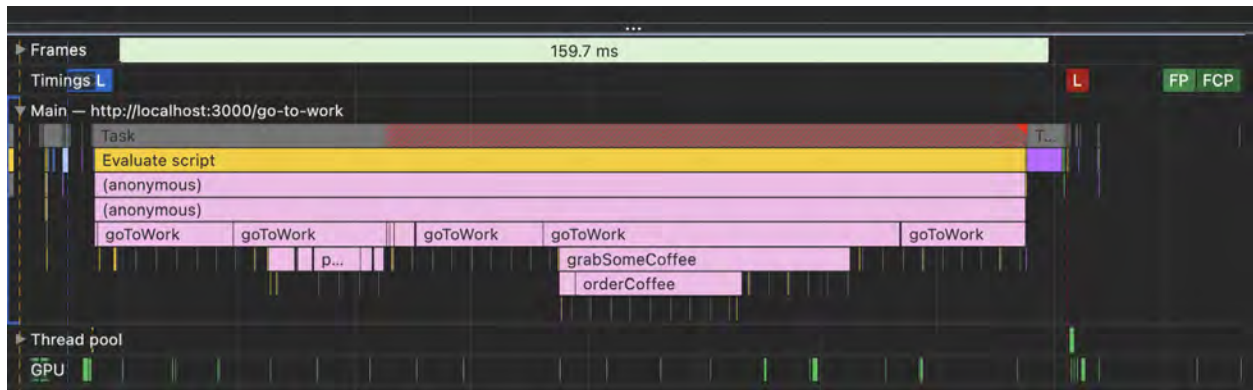 ...
Frames 159.7 ms
Timings L L FP FCP
Main — http://localhost:3000/go-to-work
Task T...
Evaluate script
(anonymous)
(anonymous)
goToWork goToWork goToWork goToWork goToWork
p... grabSomeCoffee
orderCoffee
Thread pool
GPU